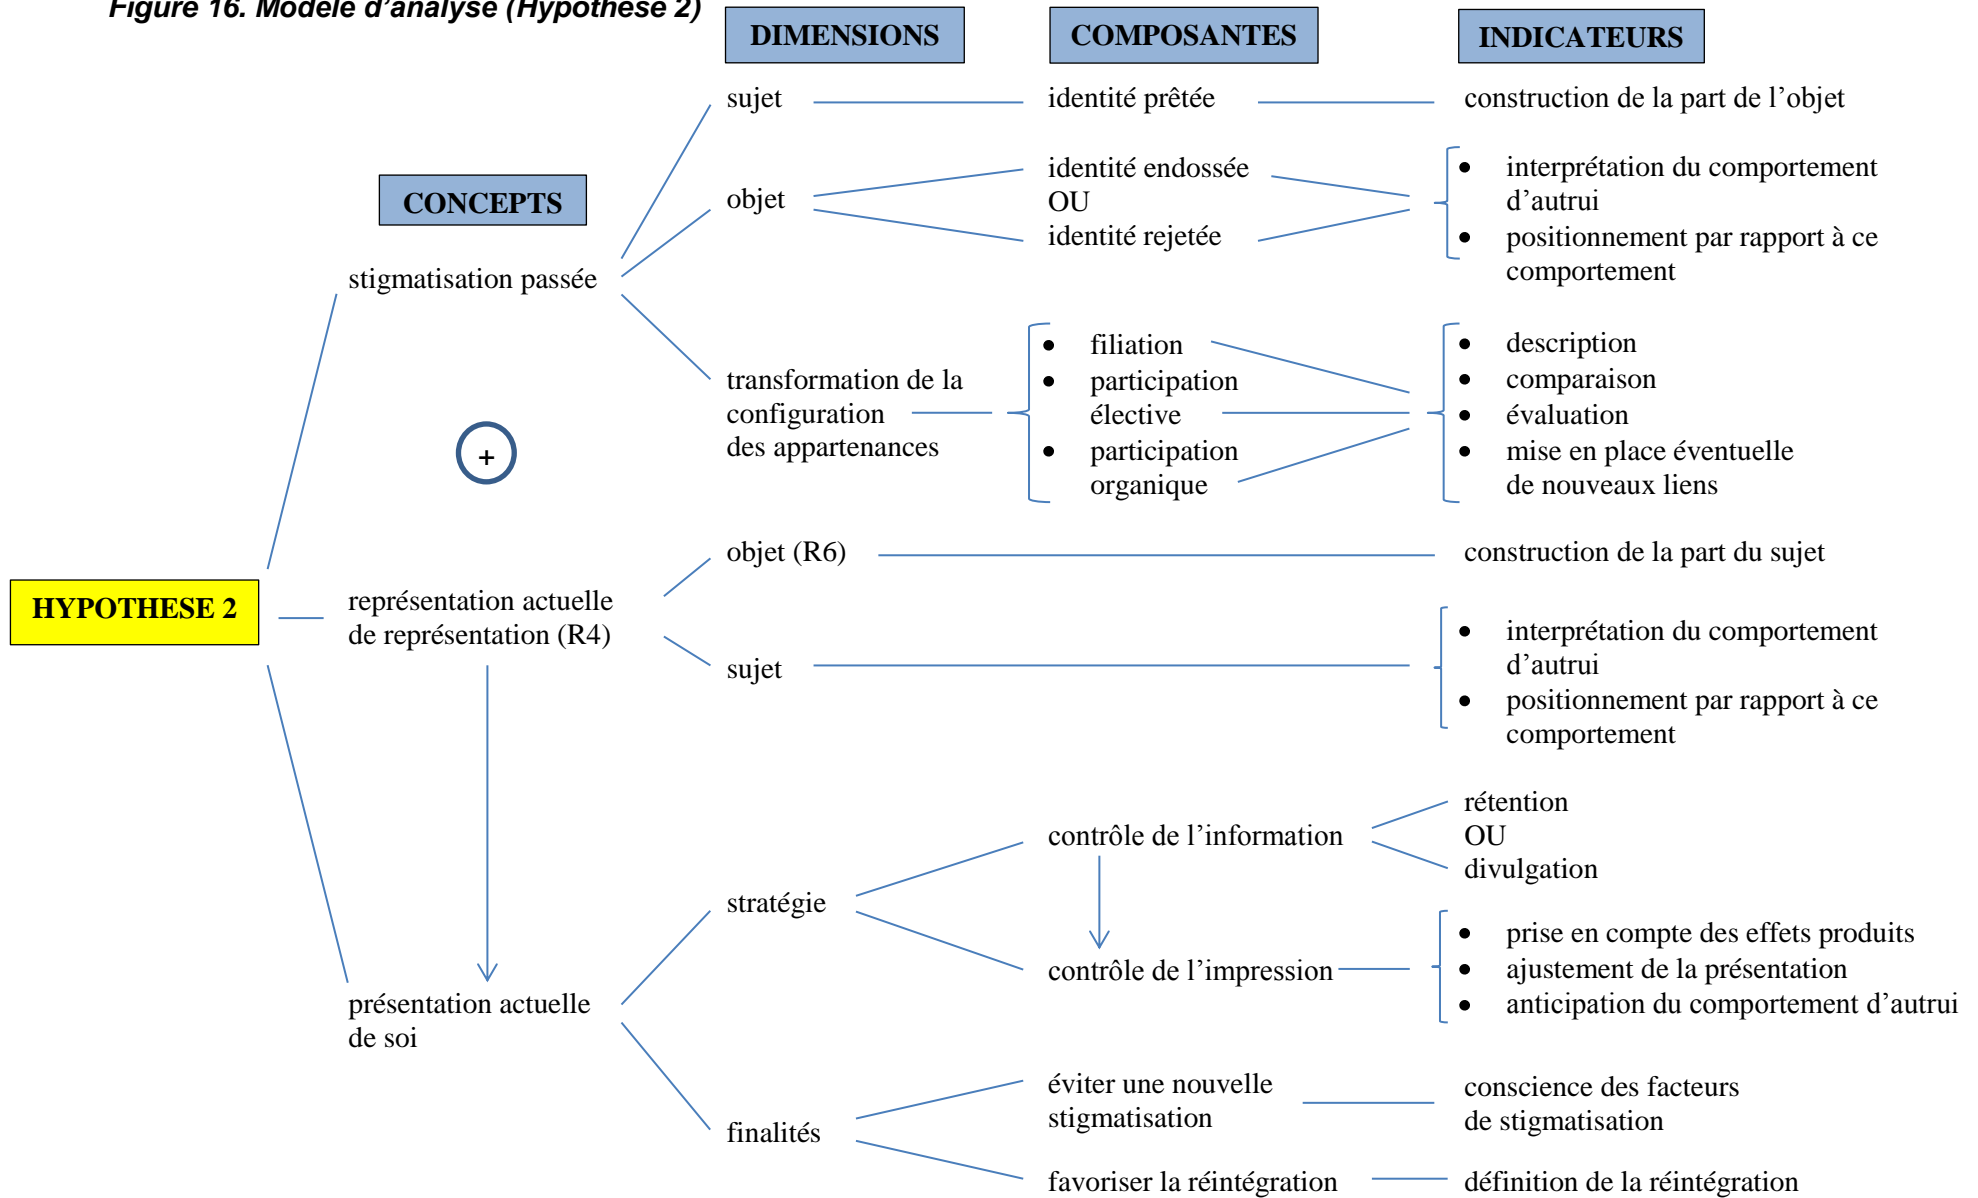 Figure 16. Modèle d’analyse (Hypothèse 2)
DIMENSIONS
COMPOSANTES
INDICATEURS
CONCEPTS
HYPOTHESE 2
stigmatisation passée
+
représentation actuelle
de représentation (R4)
présentation actuelle
de soi
sujet
identité prêtée
construction de la part de l’objet
objet
identité endossée
OU
identité rejetée
• interprétation du comportement
d’autrui
• positionnement par rapport à ce
comportement
transformation de la
configuration
des appartenances
• filiation
• participation
élective
• participation
organique
• description
• comparaison
• évaluation
• mise en place éventuelle
de nouveaux liens
objet (R6)
construction de la part du sujet
sujet
• interprétation du comportement
d’autrui
• positionnement par rapport à ce
comportement
stratégie
contrôle de l’information
rétention
OU
divulgation
contrôle de l’impression
• prise en compte des effets produits
• ajustement de la présentation
• anticipation du comportement d’autrui
finalités
éviter une nouvelle
stigmatisation
conscience des facteurs
de stigmatisation
favoriser la réintégration
définition de la réintégration